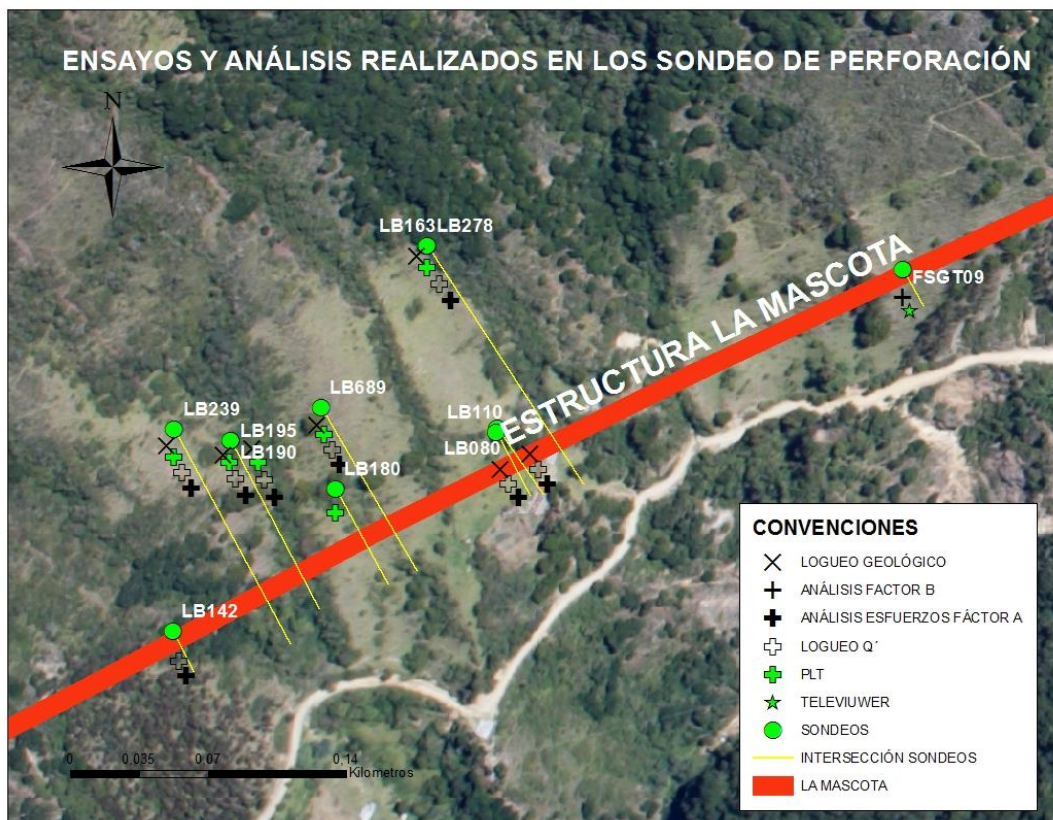 ENSAYOS Y ANÁLISIS REALIZADOS EN LOS SONDEO DE PERFORACIÓN
N
LB163LB278
ESTRUCTURA LA MASCOTA
FSGT09
LB689
LB239
LB110
LB195
LB190
LB080
LB180
LB142
CONVENCIONES
LOGUEO GEOLÓGICO
ANÁLISIS FACTOR B
ANÁLISIS ESFUERZOS FÁCTOR A
LOGUEO Q´
PLT
TELEVIUWER
SONDEOS
INTERSECCIÓN SONDEOS
LA MASCOTA
0 0,035 0,07 0,14
Kilometros